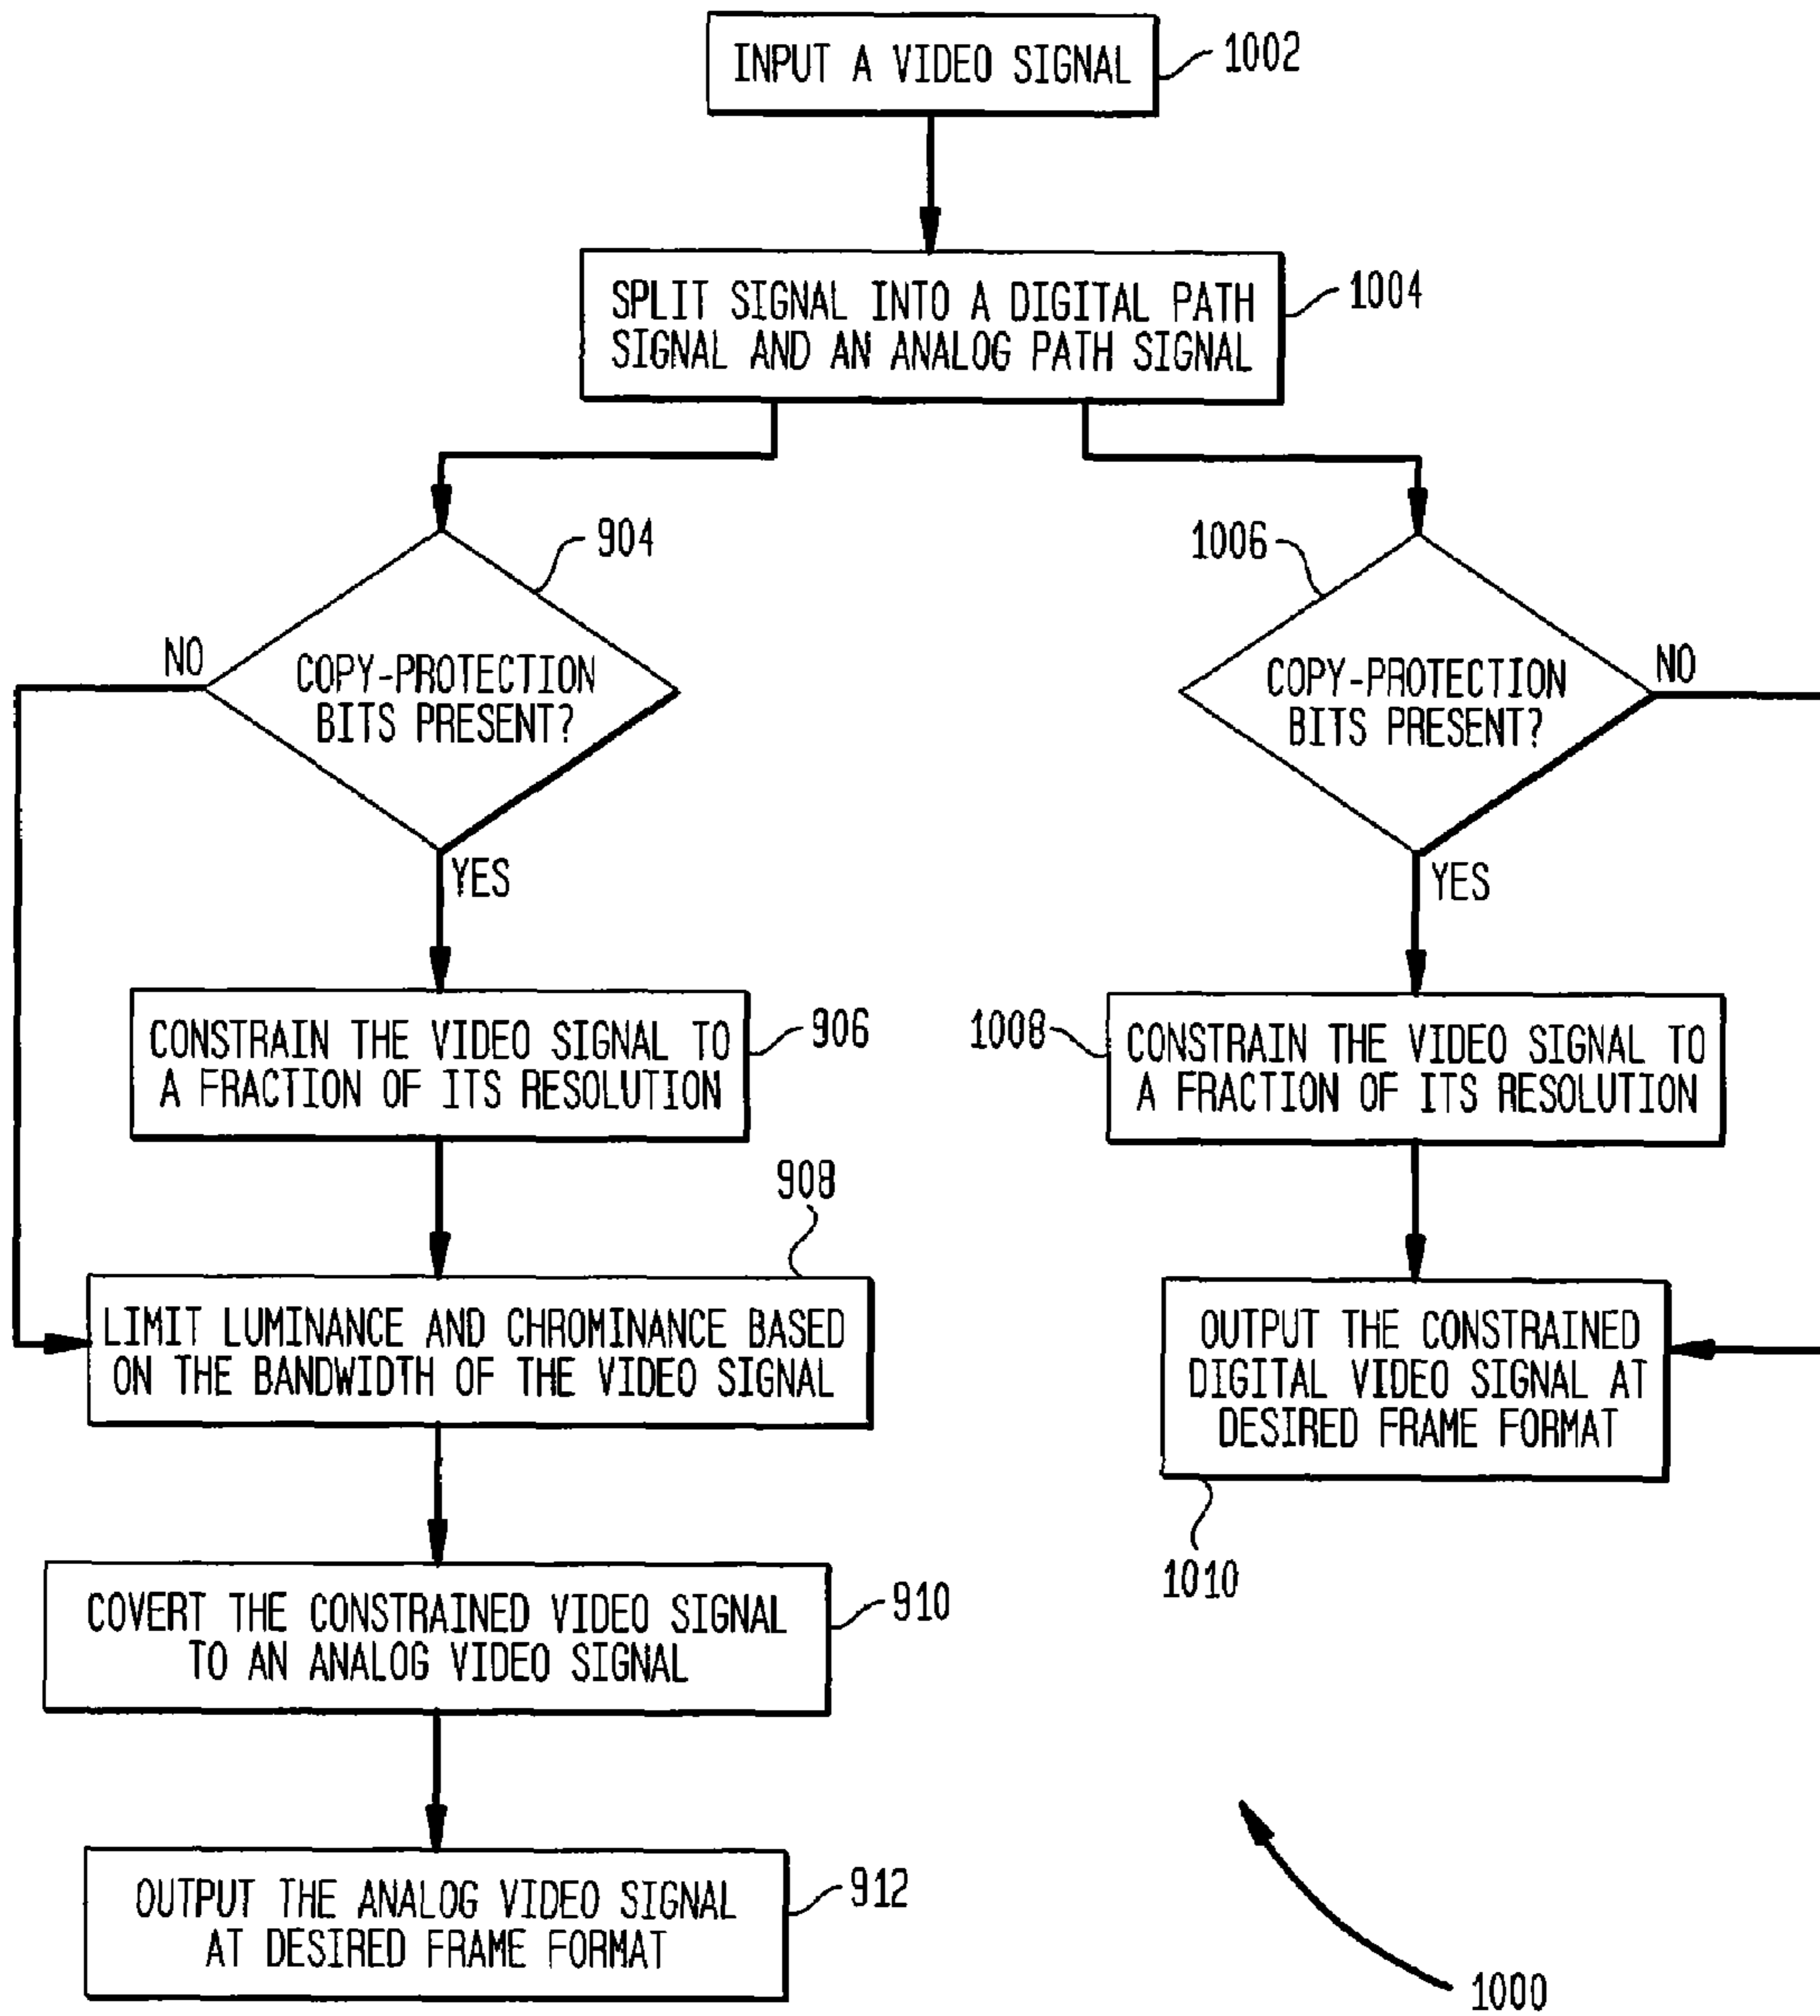 INPUT A VIDEO SIGNAL
1002
SPLIT SIGNAL INTO A DIGITAL PATH
SIGNAL AND AN ANALOG PATH SIGNAL
1004
904
NO
COPY-PROTECTION
BITS PRESENT?
YES
CONSTRAIN THE VIDEO SIGNAL TO
A FRACTION OF ITS RESOLUTION
906
908
LIMIT LUMINANCE AND CHROMINANCE BASED
ON THE BANDWIDTH OF THE VIDEO SIGNAL
COVERT THE CONSTRAINED VIDEO SIGNAL
TO AN ANALOG VIDEO SIGNAL
910
OUTPUT THE ANALOG VIDEO SIGNAL
AT DESIRED FRAME FORMAT
912
1006
COPY-PROTECTION
BITS PRESENT?
NO
YES
1008
CONSTRAIN THE VIDEO SIGNAL TO
A FRACTION OF ITS RESOLUTION
OUTPUT THE CONSTRAINED
DIGITAL VIDEO SIGNAL AT
DESIRED FRAME FORMAT
1010
1000